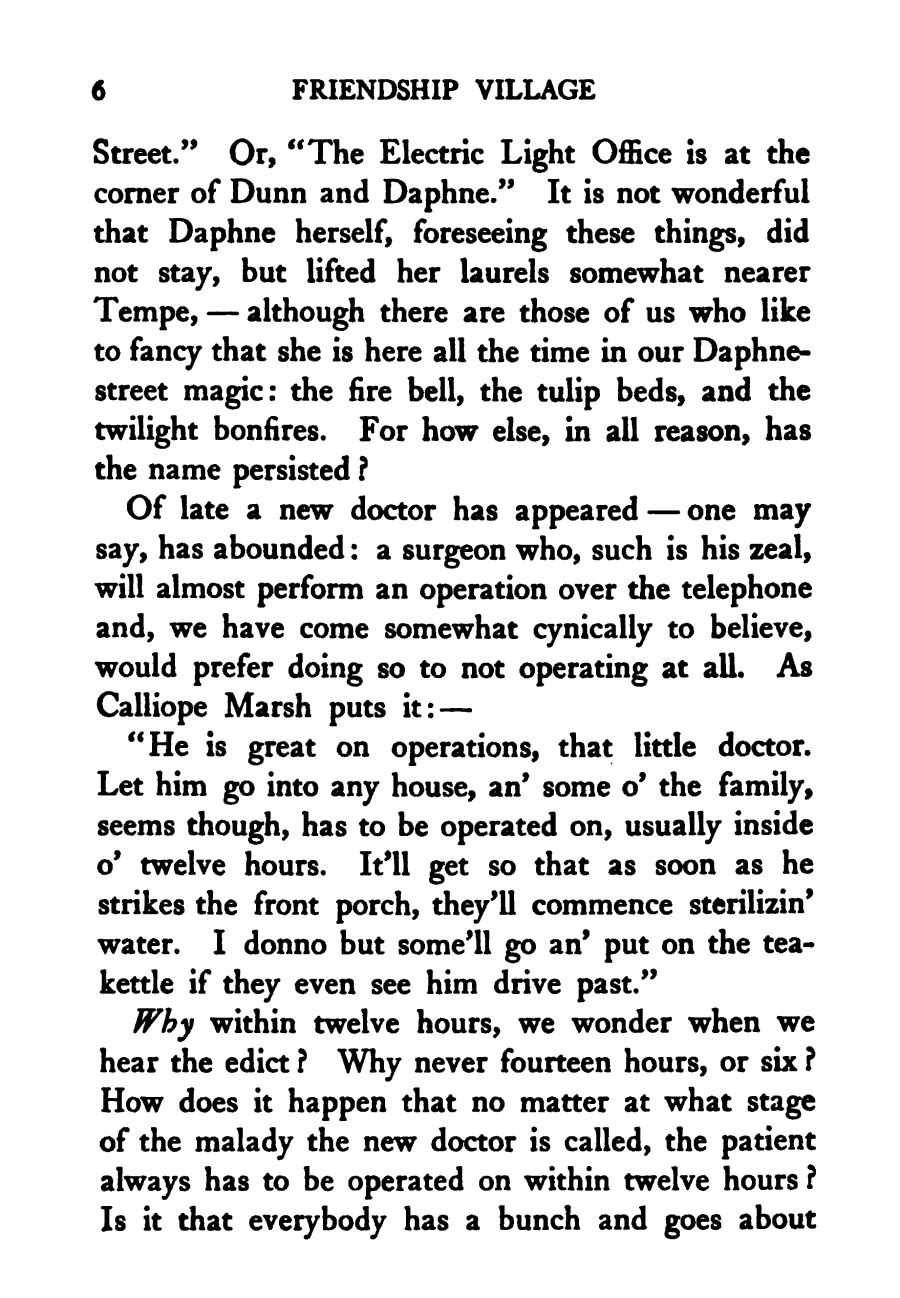 6 FRIENDSHIP VILLAGE
Street.” Or, “The Electric Light Office is at the
corner of Dunn and Daphne.” It is not wonderful
that Daphne herself, foreseeing these things, did
not stay, but lifted her laurels somewhat nearer
Tempe, — although there are those of us who like
to fancy that she is here all the time in our Daphne-
street magic: the fire bell, the tulip beds, and the
twilight bonfires. For how else, in all reason, has
the name persisted?
Of late a new doctor has appeared — one may
say, has abounded: a surgeon who, such is his zeal,
will almost perform an operation over the telephone
and, we have come somewhat cynically to believe,
would prefer doing so to not operating at all. As
Calliope Marsh puts it: —
“He is great on operations, that little doctor.
Let him go into any house, an’ some o’ the family,
seems though, has to be operated on, usually inside
o’ twelve hours. It’ll get so that as soon as he
strikes the front porch, they’ll commence sterilizin’
water. I donno but some’ll go an’ put on the tea-
kettle if they even see him drive past.”
Why within twelve hours, we wonder when we
hear the edict? Why never fourteen hours, or six?
How does it happen that no matter at what stage
of the malady the new doctor is called, the patient
always has to be operated on within twelve hours?
Is it that everybody has a bunch and goes about